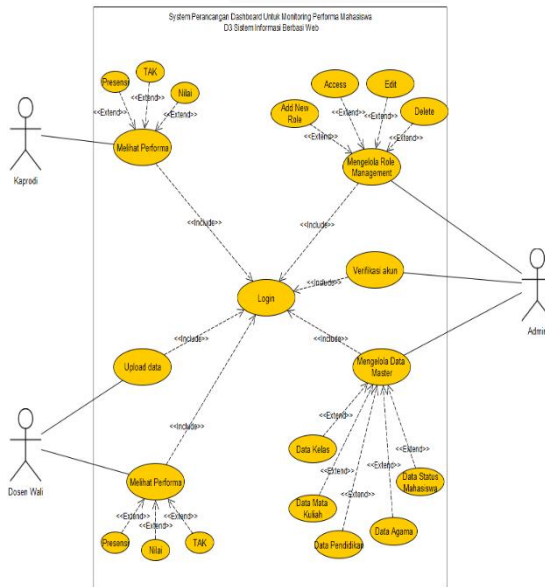 System Perancangan Dashboard Untuk Monitoring Performa Mahasiswa
D3 Sistem Informasi Berbasi Web
TAK
Presensi
Nilai
<<Extend>>
<<Extend>>
<<Extend>>
Melihat Performa
Kaprodi
Access
Edit
Add New
Role
Delete
<<Extend>>
<<Extend>>
<<Extend>>
<<Extend>>
Mengelola Role
Management
<<Include>>
<<Include>>
Verifikasi akun
<<Include>>
Login
Admin
<<Include>>
<<Include>>
Upload data
Mengelola Data
Master
Dosen Wali
<<Include>>
Melihat Performa
<<Extend>>
<<Extend>>
<<Extend>>
Presensi
Nilai
TAK
<<Extend>>
<<Extend>>
<<Extend>>
<<Extend>>
<<Extend>>
Data Kelas
Data Status
Mahasiswa
Data Mata
Kuliah
Data Agama
Data Pendidikan